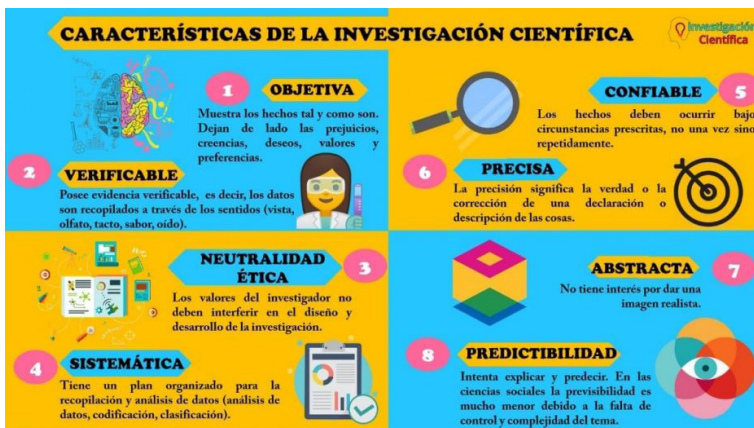 CARACTERÍSTICAS DE LA INVESTIGACIÓN CIENTÍFICA
Investigación
Científica
1 OBJETIVA
Muestra los hechos tal y como son.
Dejan de lado los prejuicios,
creencias, deseos, valores y
preferencias.
2 VERIFICABLE
Posee evidencia verificable, es decir, los datos
son recopilados a través de los sentidos (vista,
olfato, tacto, sabor, oído).
NEUTRALIDAD
ÉTICA 3
Los valores del investigador no
deben interferir en el diseño y
desarrollo de la investigación.
4 SISTEMÁTICA
Tiene un plan organizado para la
recopilación y análisis de datos (análisis de
datos, codificación, clasificación).
CONFIABLE 5
Los hechos deben ocurrir bajo
circunstancias prescritas, no una vez sino
repetidamente.
6 PRECISA
La precisión significa la verdad o la
corrección de una declaración o
descripción de las cosas.
ABSTRACTA 7
No tiene interés por dar una
imagen realista.
8 PREDICTIBILIDAD
Intenta explicar y predecir. En las
ciencias sociales la previsibilidad es
mucho menor debido a la falta de
control y complejidad del tema.